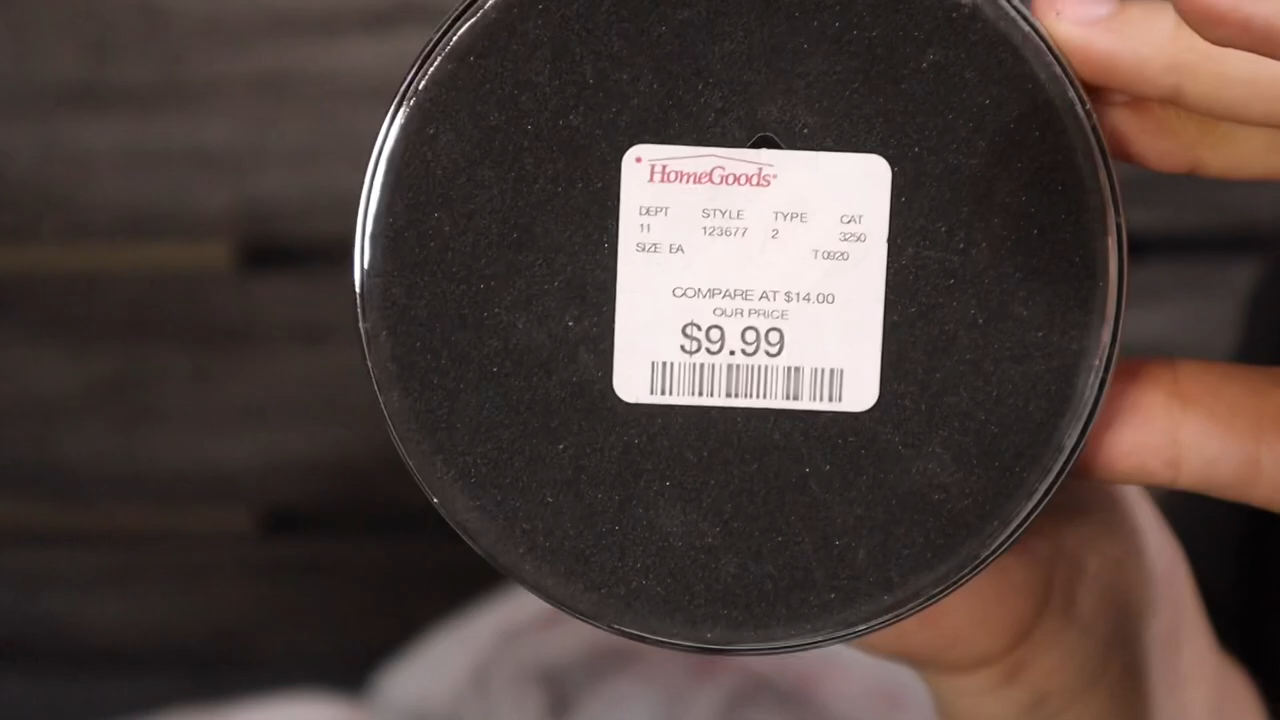 HomeGoods®
DEPT STYLE TYPE CAT
11 123677 2 3250
SIZE EA T 0920
COMPARE AT $14.00
OUR PRICE
$9.99